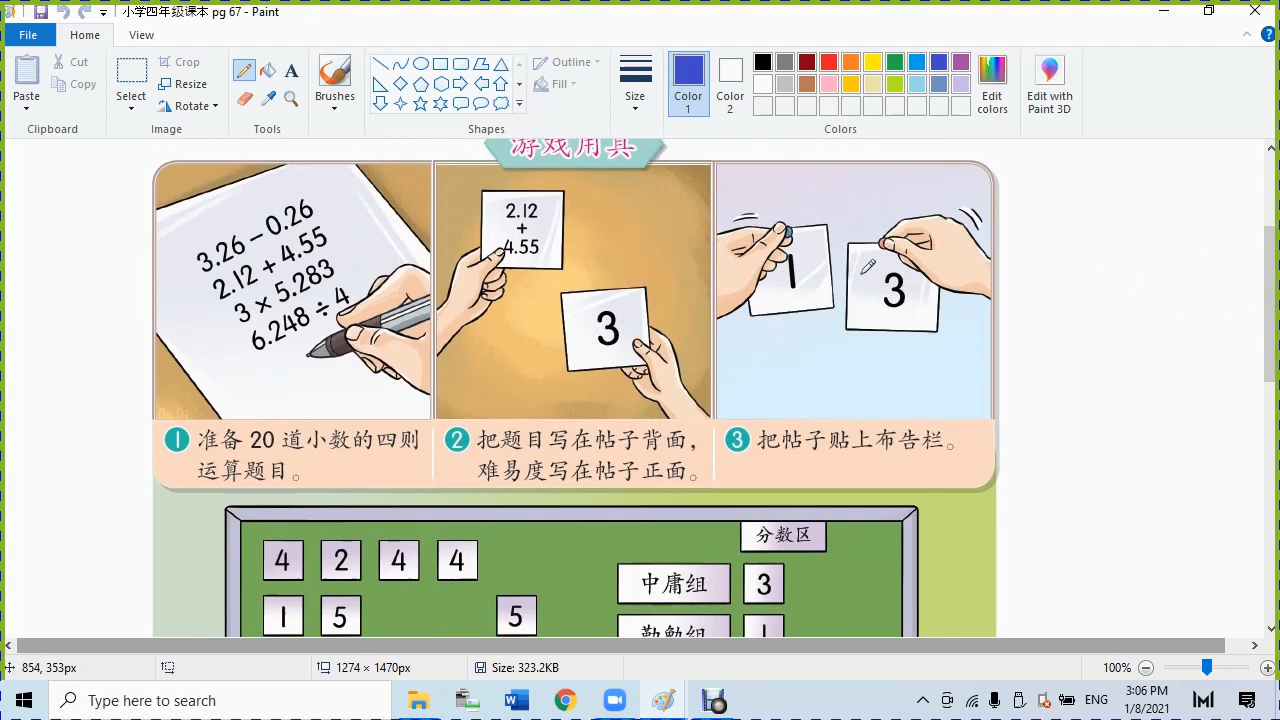 小学四年级课本 pg 67 - Paint
File Home View
Paste
Cut
Copy
Clipboard
Select
Crop
Resize
Rotate
Image
A
Tools
Brushes
Outline
Fill
Shapes
Size
Color 1
Color 2
Edit colors
Colors
Edit with Paint 3D
游戏用具
3.26 – 0.26
2.12 + 4.55
3 × 5.283
6.248 ÷ 4
2.12
+
4.55
3
1
3
1 准备 20 道小数的四则
运算题目。
2 把题目写在帖子背面，
难易度写在帖子正面。
3 把帖子贴上布告栏。
分数区
4 2 4 4
中庸组 3
1 5 5
勤勉组 1
854, 353px
1274 × 1470px
Size: 323.2KB
100%
Type here to search
ENG
3:06 PM
1/8/2021